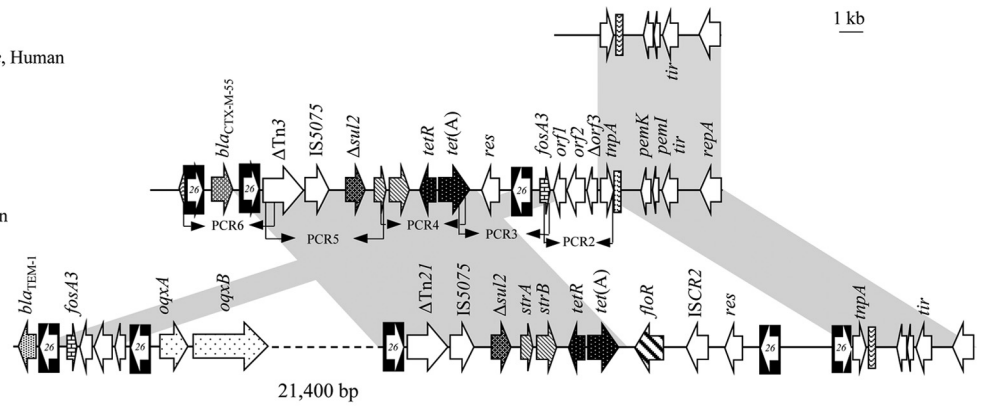 1 kb
, Human
tir
bla CTX-M-55
ΔTn3
IS5075
Δsul2
tetR
tet(A)
res
fosA3
orf1
orf2
Δorf3
tnpA
pemK
pemI
tir
repA
26 26 26
n
PCR6
PCR5
PCR4
PCR3
PCR2
bla TEM-1
fosA3
oqxA
oqxB
ΔTn21
IS5075
Δsul2
strA
strB
tetR
tet(A)
floR
ISCR2
res
tnpA
tir
26 26 26 26 26
21,400 bp